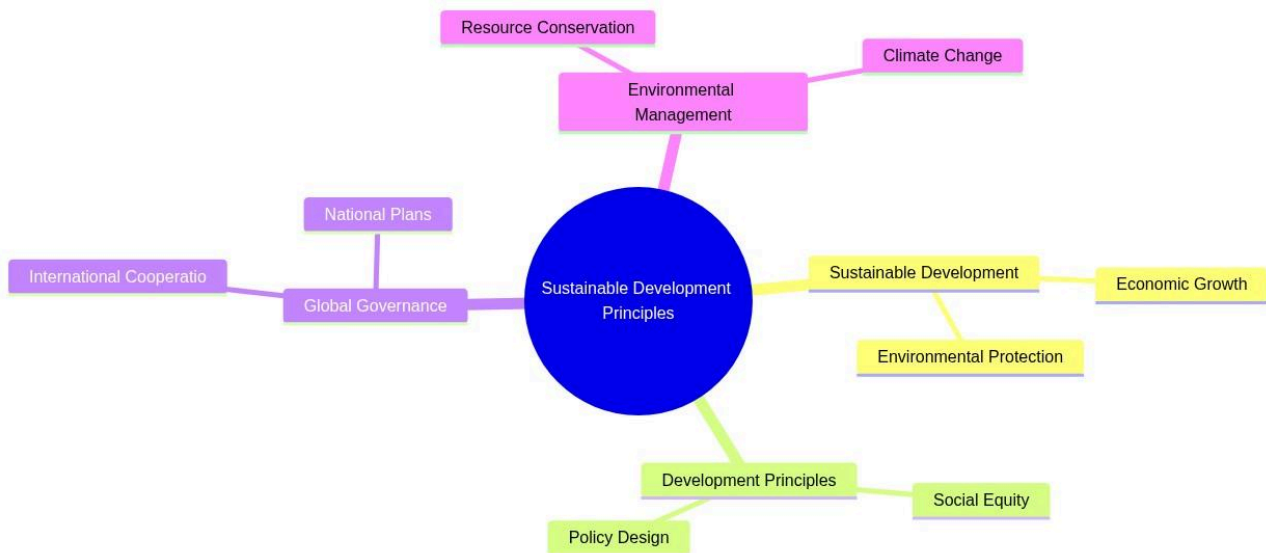 Resource Conservation
Climate Change
Environmental
Management
National Plans
International Cooperatio
Global Governance
Sustainable Development
Principles
Sustainable Development
Economic Growth
Environmental Protection
Development Principles
Social Equity
Policy Design